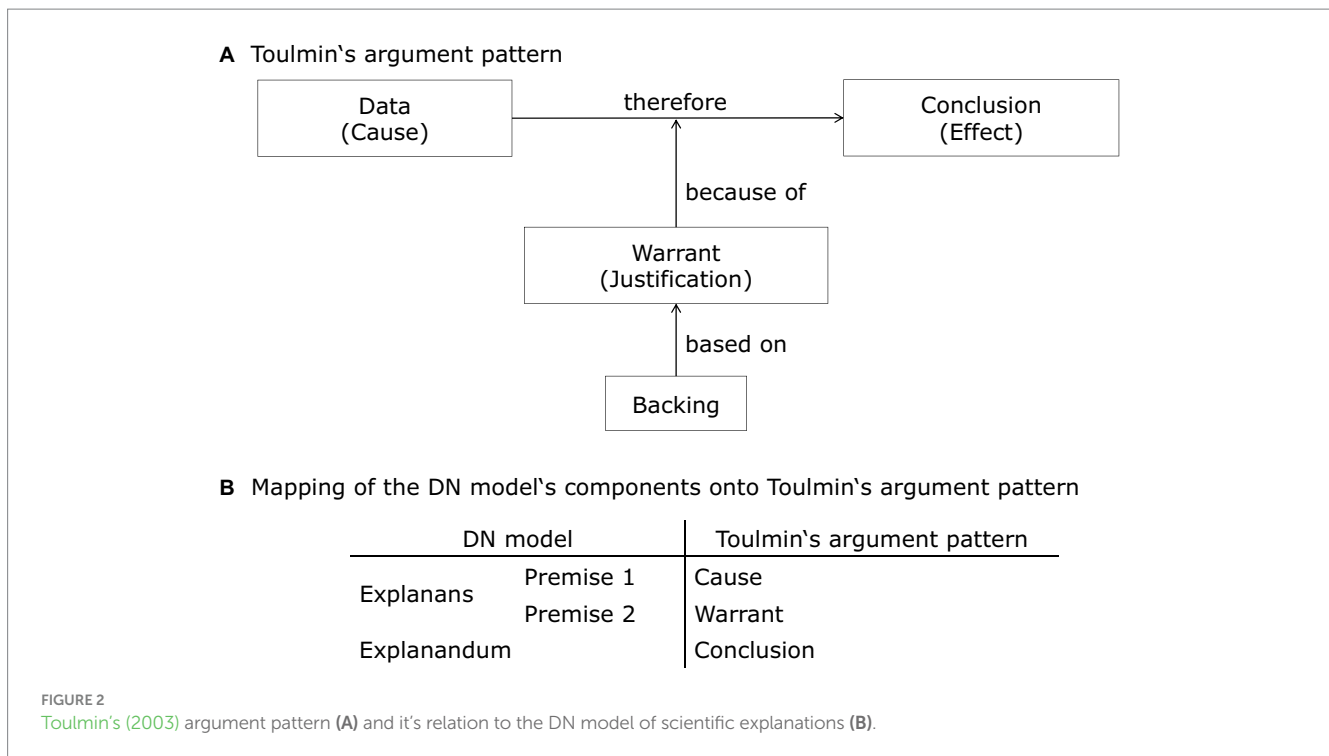 A Toulmin‘s argument pattern
Data
(Cause)
therefore
Conclusion
(Effect)
because of
Warrant
(Justification)
based on
Backing
B Mapping of the DN model‘s components onto Toulmin‘s argument pattern
DN model Toulmin‘s argument pattern
Explanans Premise 1 Cause
Premise 2 Warrant
Explanandum Conclusion
FIGURE 2
Toulmin’s (2003) argument pattern (A) and it’s relation to the DN model of scientific explanations (B).